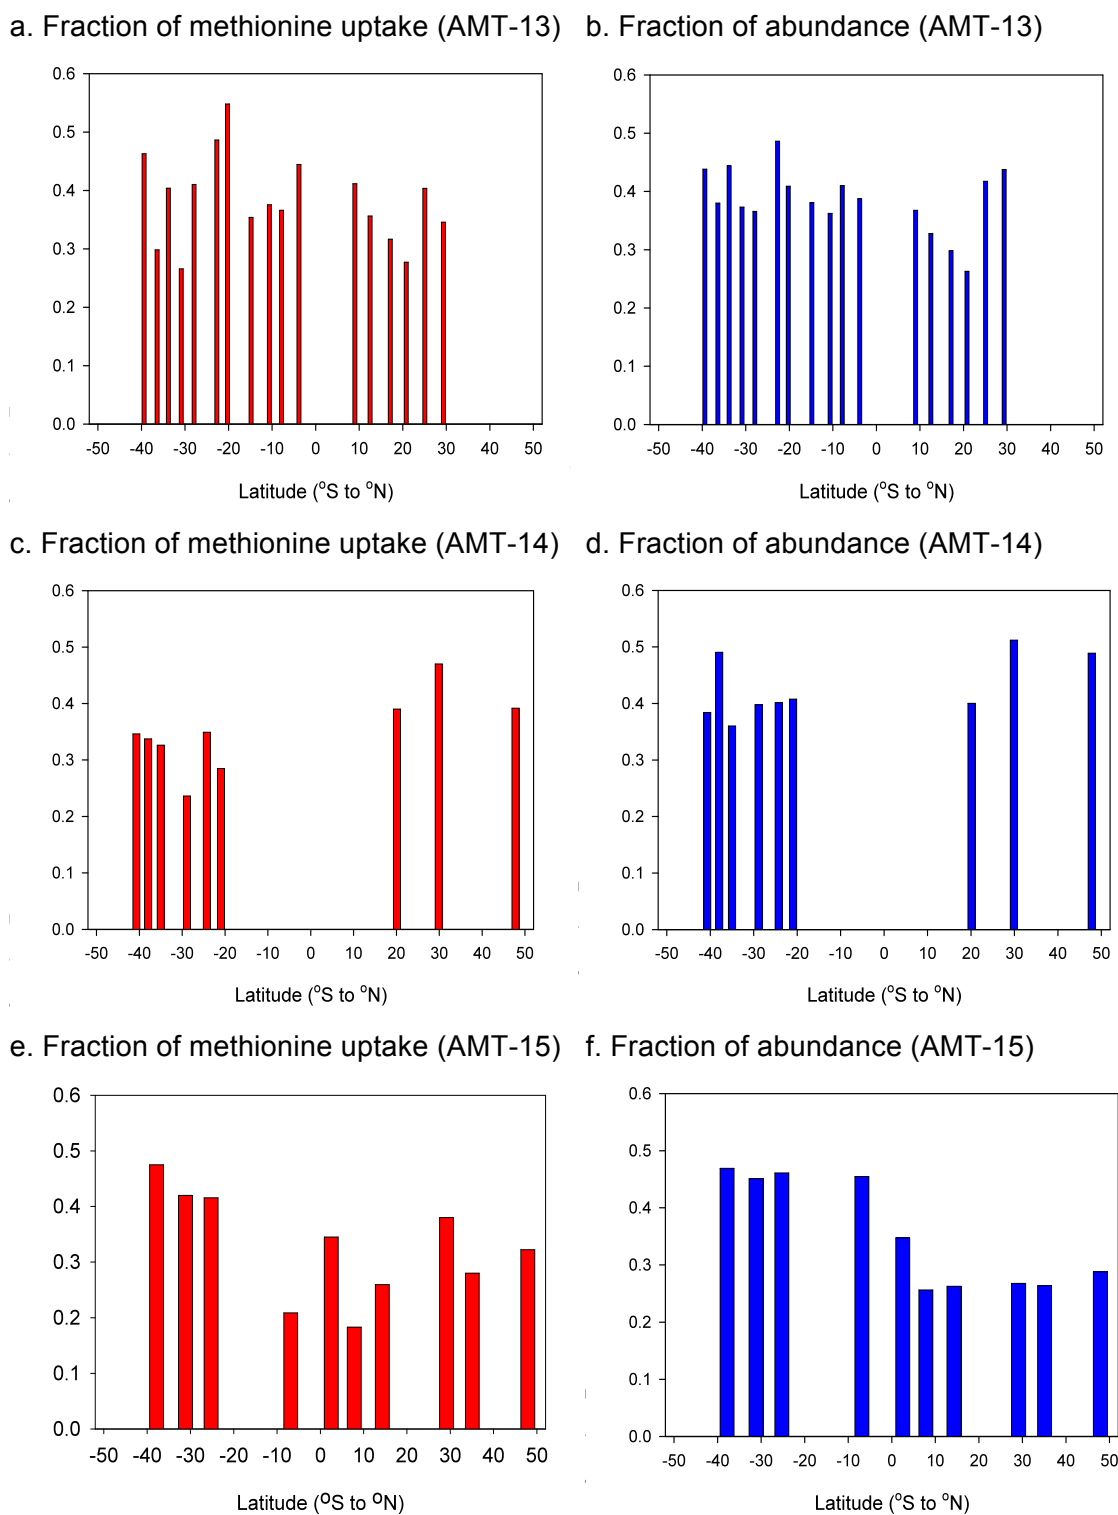 a. Fraction of methionine uptake (AMT-13) b. Fraction of abundance (AMT-13)
0.6 0.6
0.5 0.5
0.4 0.4
0.3 0.3
0.2 0.2
0.1 0.1
0.0 0.0
-50 -40 -30 -20 -10 0 10 20 30 40 50 -50 -40 -30 -20 -10 0 10 20 30 40 50
Latitude (°S to °N) Latitude (°S to °N)
c. Fraction of methionine uptake (AMT-14) d. Fraction of abundance (AMT-14)
0.6 0.6
0.5 0.5
0.4 0.4
0.3 0.3
0.2 0.2
0.1 0.1
0.0 0.0
-50 -40 -30 -20 -10 0 10 20 30 40 50 -50 -40 -30 -20 -10 0 10 20 30 40 50
Latitude (°S to °N) Latitude (°S to °N)
e. Fraction of methionine uptake (AMT-15) f. Fraction of abundance (AMT-15)
0.6 0.6
0.5 0.5
0.4 0.4
0.3 0.3
0.2 0.2
0.1 0.1
0.0 0.0
-50 -40 -30 -20 -10 0 10 20 30 40 50 -50 -40 -30 -20 -10 0 10 20 30 40 50
Latitude (°S to °N) Latitude (°S to °N)